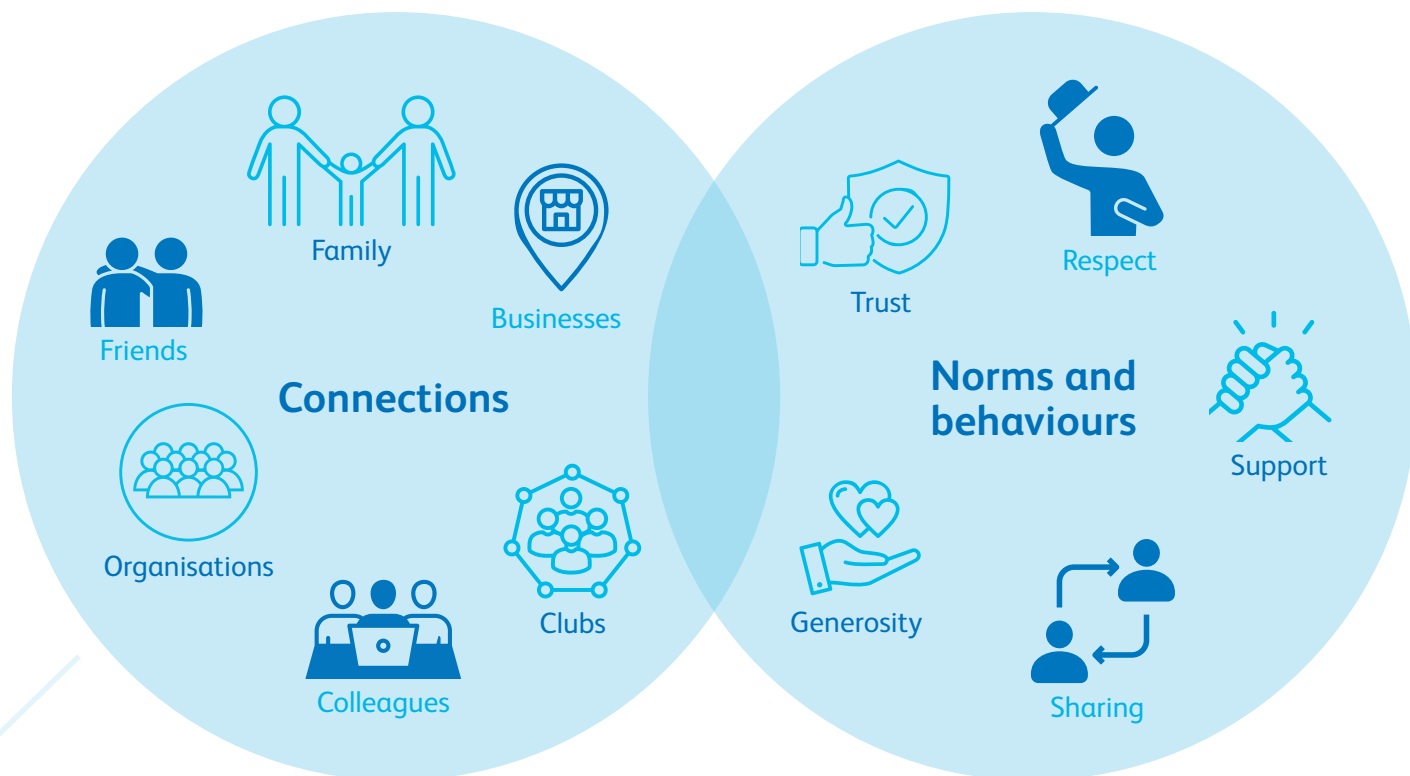 Family
Businesses
Friends
Connections
Organisations
Clubs
Colleagues
Respect
Trust
Norms and
behaviours
Support
Generosity
Sharing